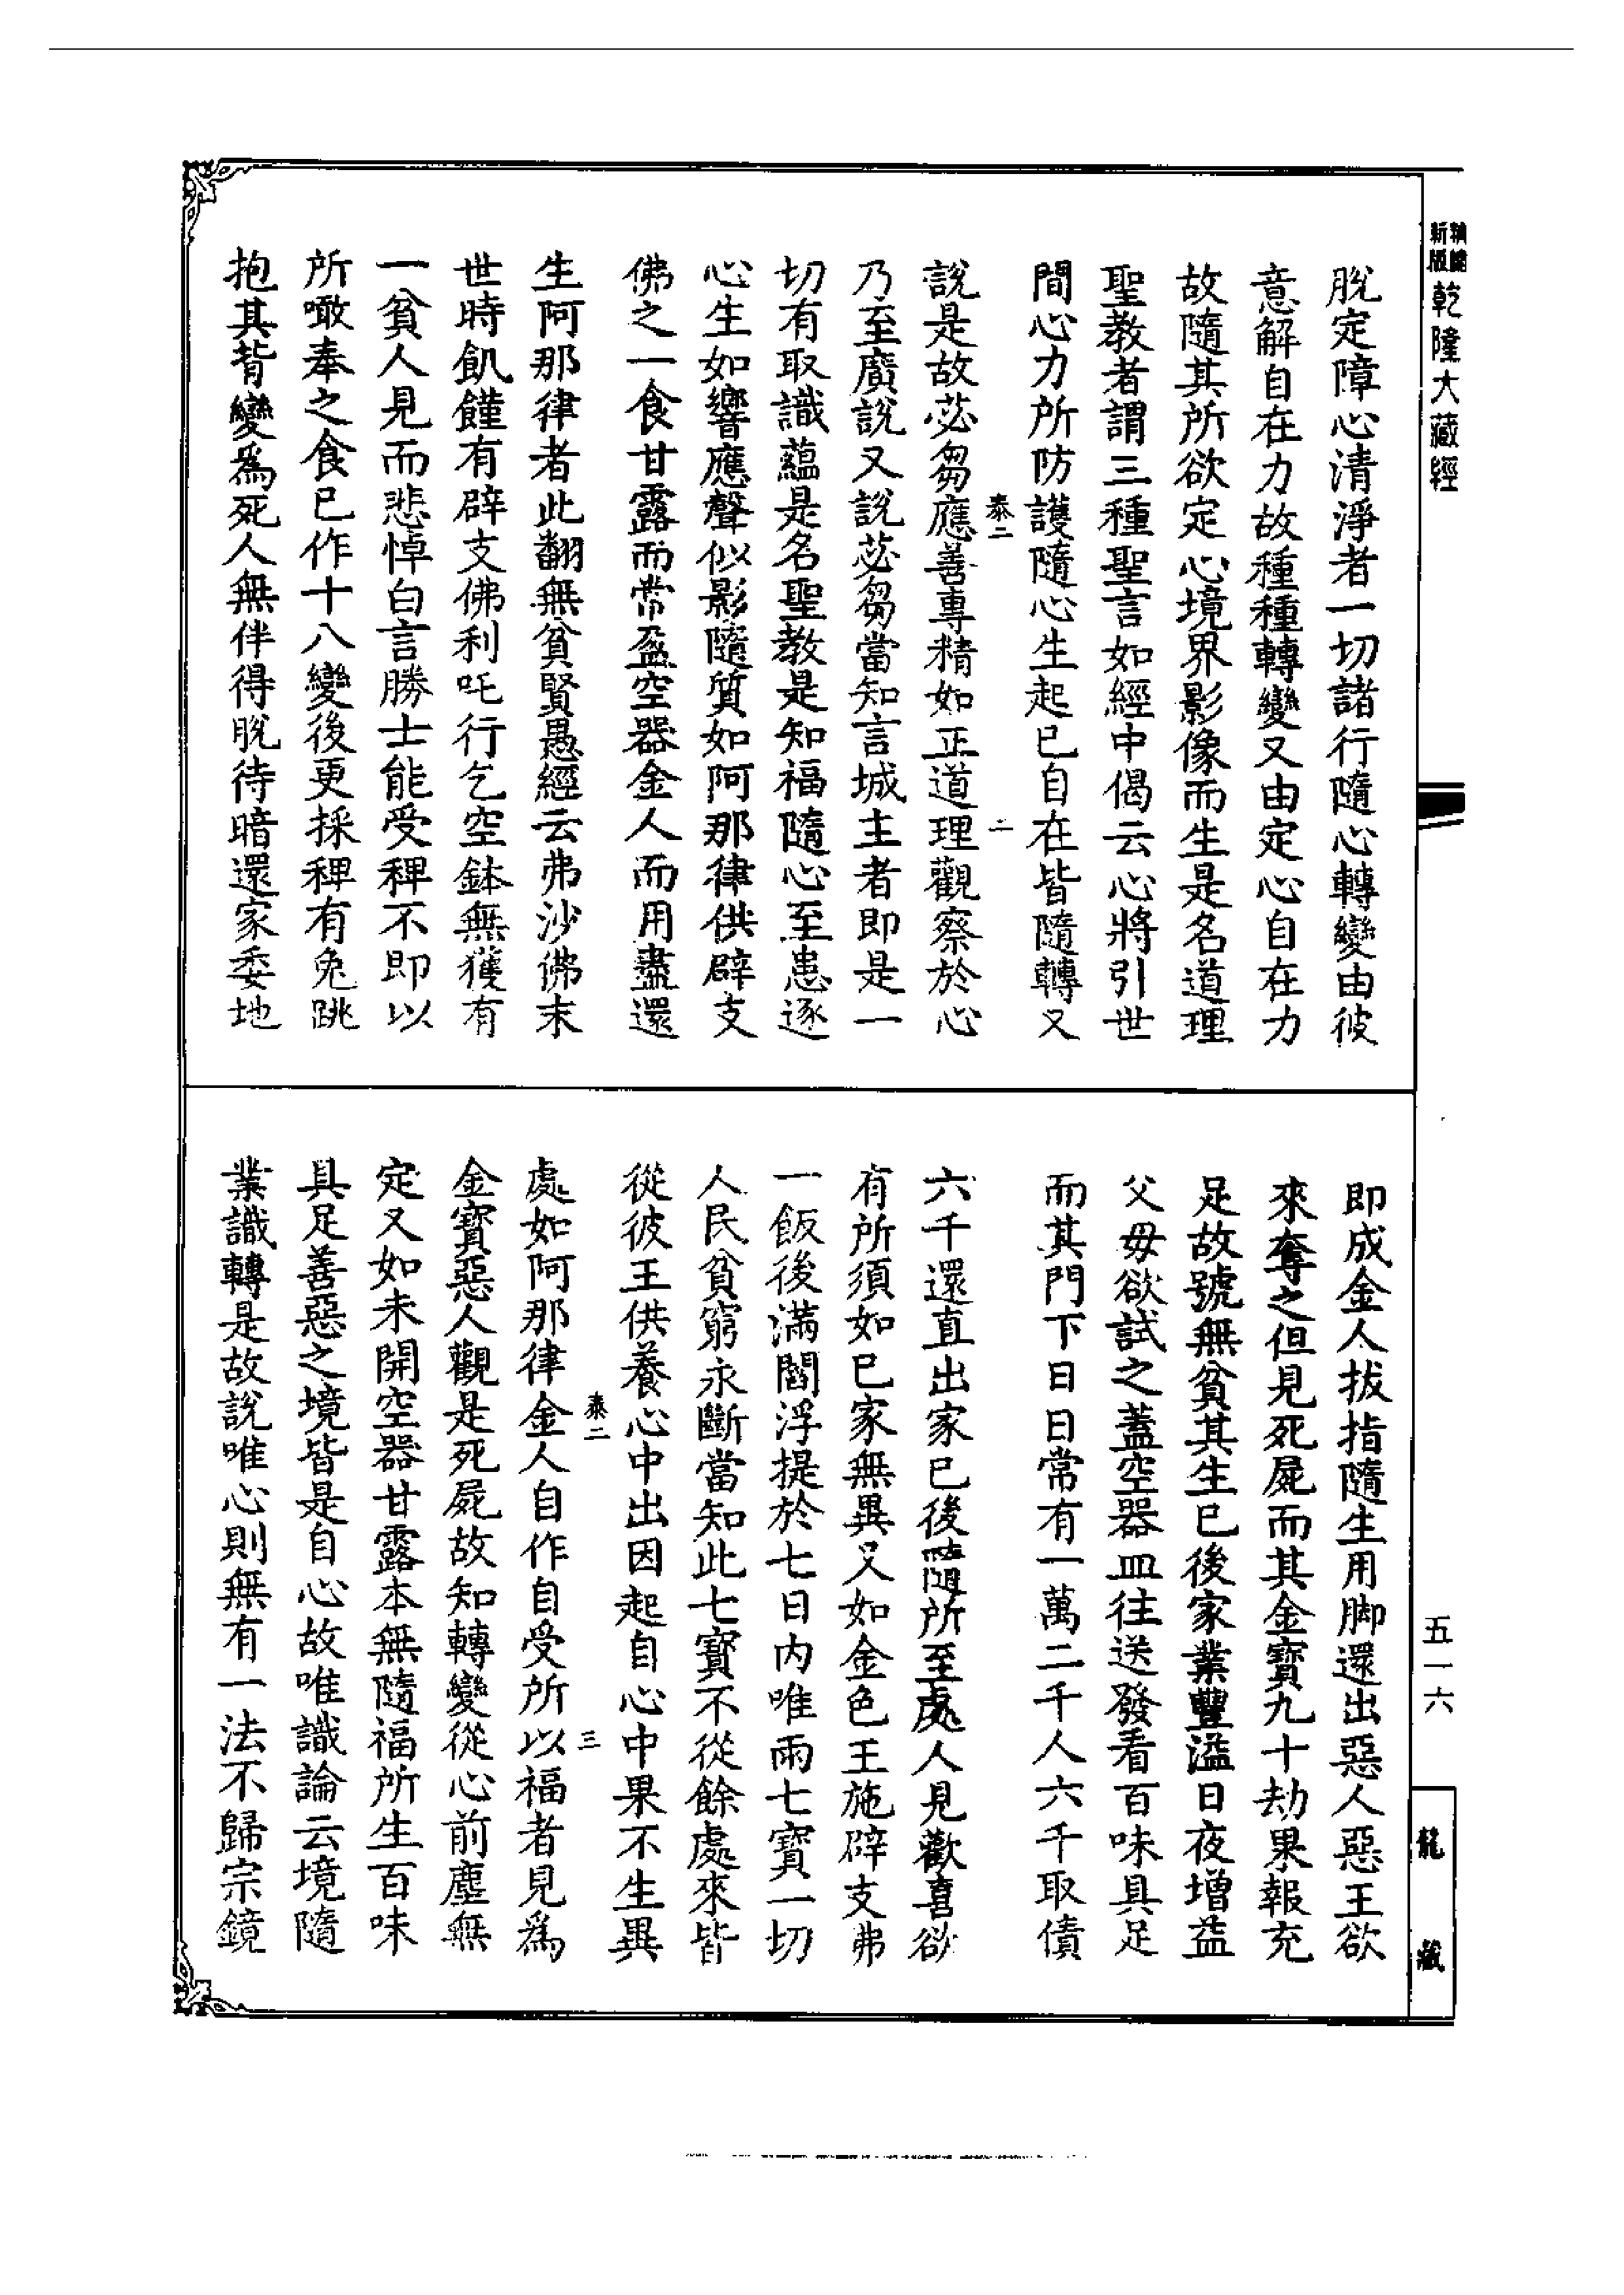 精縮
新版
乾隆大藏經
脫定障心清淨者一切諸行隨心轉變由彼
意解自在力故種種轉變又由定心自在力
故隨其所欲定心境界影像而生是名道理
聖教者謂三種聖言如經中偈云心將引世
間心力所防護隨心生起已自在皆隨轉又
泰二
二
說是故苾芻應善專精如正道理觀察於心
乃至廣說又說苾芻當知言城主者即是一
切有取識蘊是名聖教是知福隨心至患逐
心生如響應聲似影隨質如阿那律供辟支
佛之一食甘露而常盈空器金人而用盡還
生阿那律者此翻無貧賢愚經云弗沙佛末
世時飢饉有辟支佛利吒行乞空鉢無獲有
一貧人見而悲悼白言勝士能受稗不即以
所噉奉之食已作十八變後更採稗有兔跳
抱其背變為死人無伴得脫待暗還家委地
即成金人拔指隨生用脚還出惡人惡王欲
來奪之但見死屍而其金寶九十劫果報充
足故號無貧其生已後家業豐溢日夜增益
父毋欲試之蓋空器皿往送發看百味具足
而其門下日日常有一萬二千人六千取債
六千還直出家已後隨所至處人見歡喜欲
有所須如已家無異又如金色王施辟支弗
一飯後滿閻浮提於七日內唯雨七寶一切
人民貧窮永斷當知此七寳不從餘處來皆
從彼王供養心中出因起自心中果不生異
泰二
三
處如阿那律金人自作自受所以福者見爲
金寶惡人觀是死屍故知轉變從心前塵無
定又如未開空器甘露本無隨福所生百味
具足善惡之境皆是自心故唯識論云境隨
業識轉是故說唯心則無有一法不歸宗鏡
五一六
龍藏